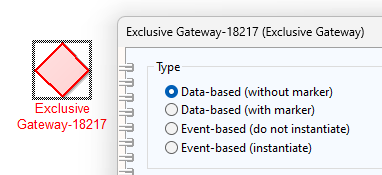 Exclusive
Gateway-18217
Exclusive Gateway-18217 (Exclusive Gateway)
Type
Data-based (without marker)
Data-based (with marker)
Event-based (do not instantiate)
Event-based (instantiate)